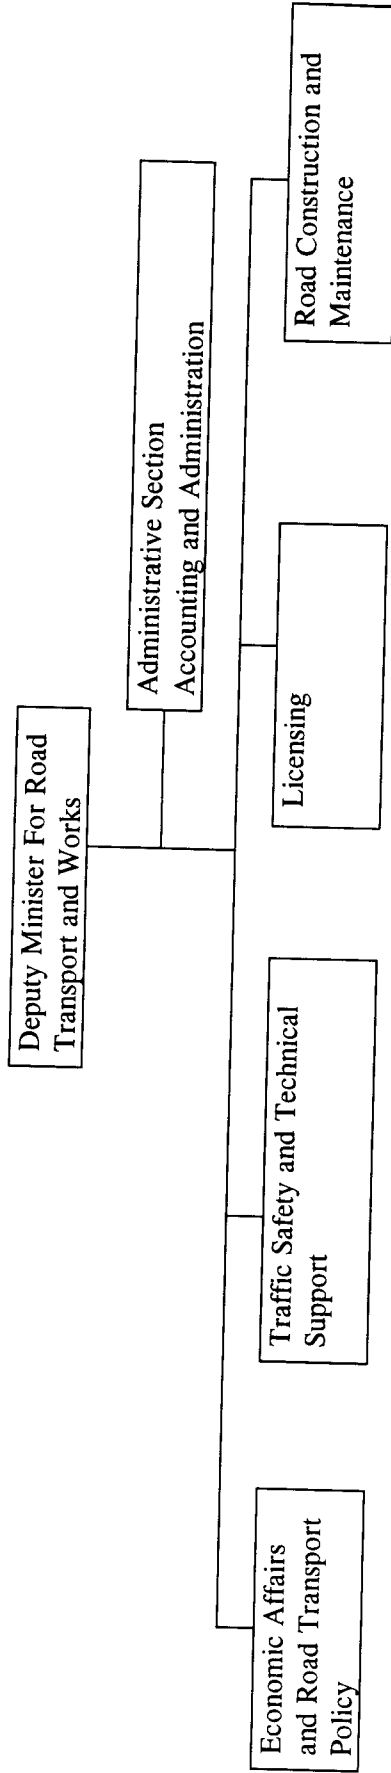 Deputy Minister For Road
Transport and Works
Administrative Section
Accounting and Administration
Economic Affairs
and Road Transport
Policy
Traffic Safety and Technical
Support
Licensing
Road Construction and
Maintenance